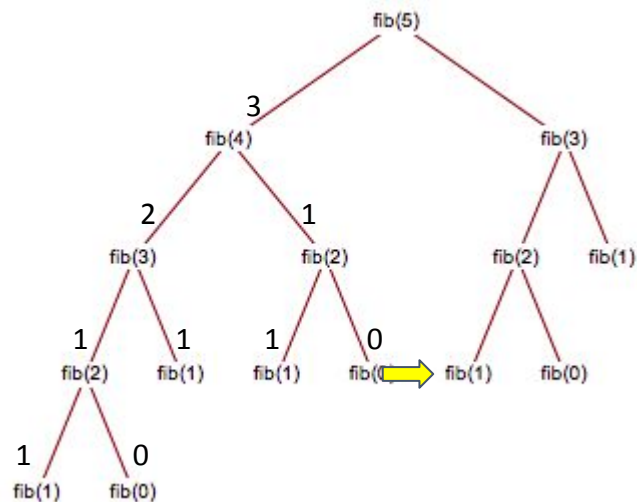 fib(5)
3
fib(4) fib(3)
2 1
fib(3) fib(2) fib(2) fib(1)
1 1 1 0
fib(2) fib(1) fib(1) fib( fib(1) fib(0)
1 0
fib(1) fib(0)